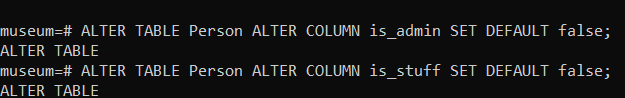 museum=# ALTER TABLE Person ALTER COLUMN is_admin SET DEFAULT false;
ALTER TABLE
museum=# ALTER TABLE Person ALTER COLUMN is_stuff SET DEFAULT false;
ALTER TABLE